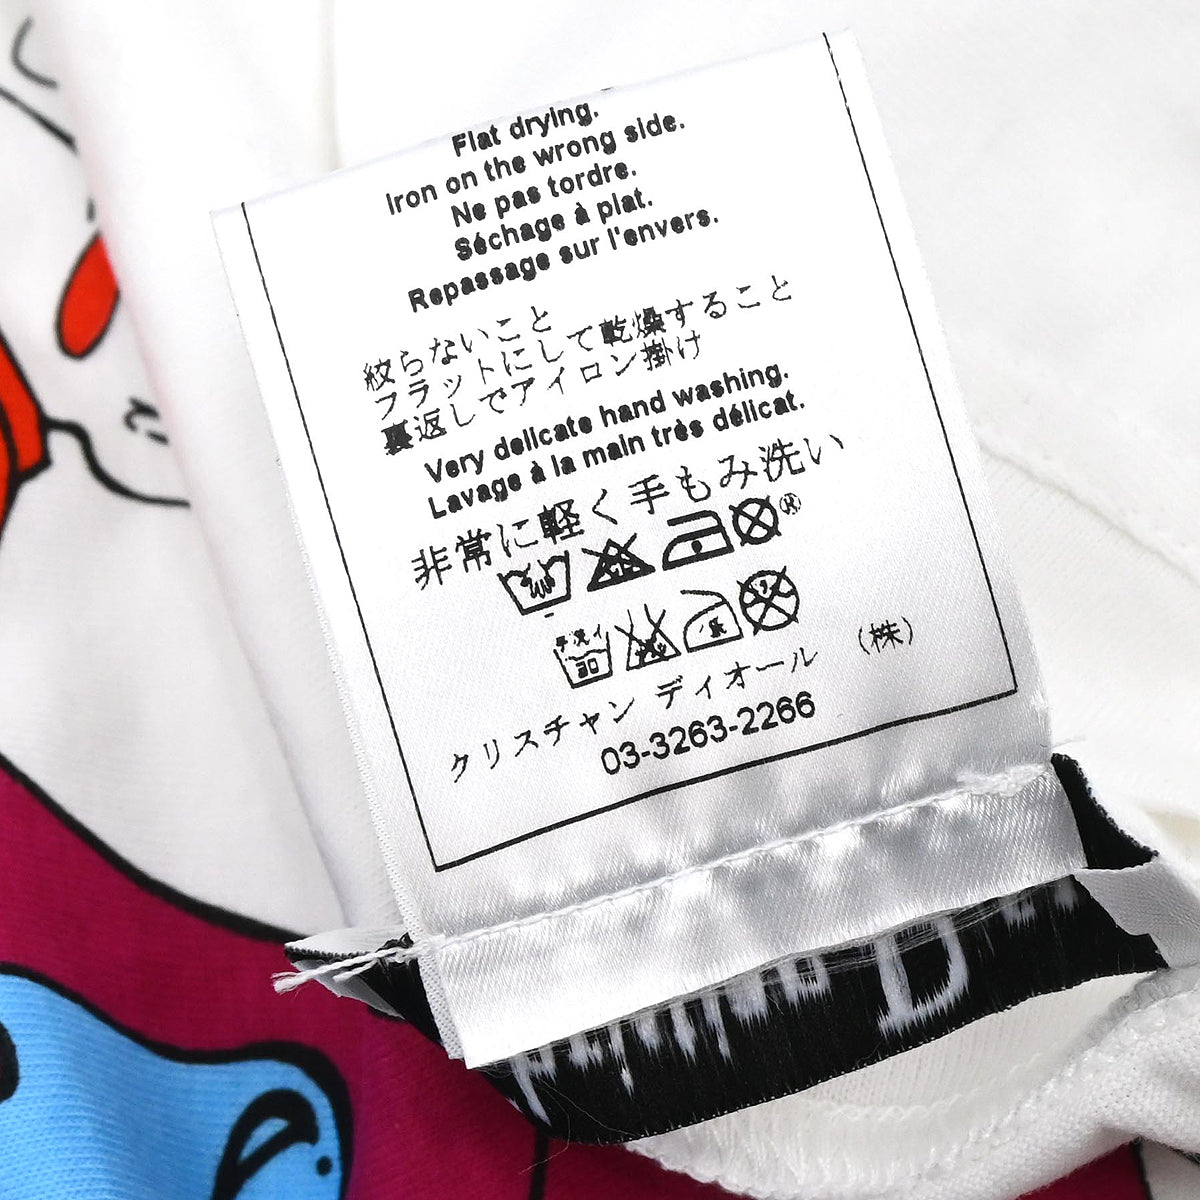 Flat drying.
Iron on the wrong side.
Ne pas tordre.
Séchage à plat.
Repassage sur l'envers.
絞らないこと
フラットにして乾燥すること
裏返しでアイロン掛け
Very delicate hand washing.
Lavage à la main très délicat.
非常に軽く手もみ洗い
®
手洗イ
30
クリスチャン ディオール (株)
03-3263-2266